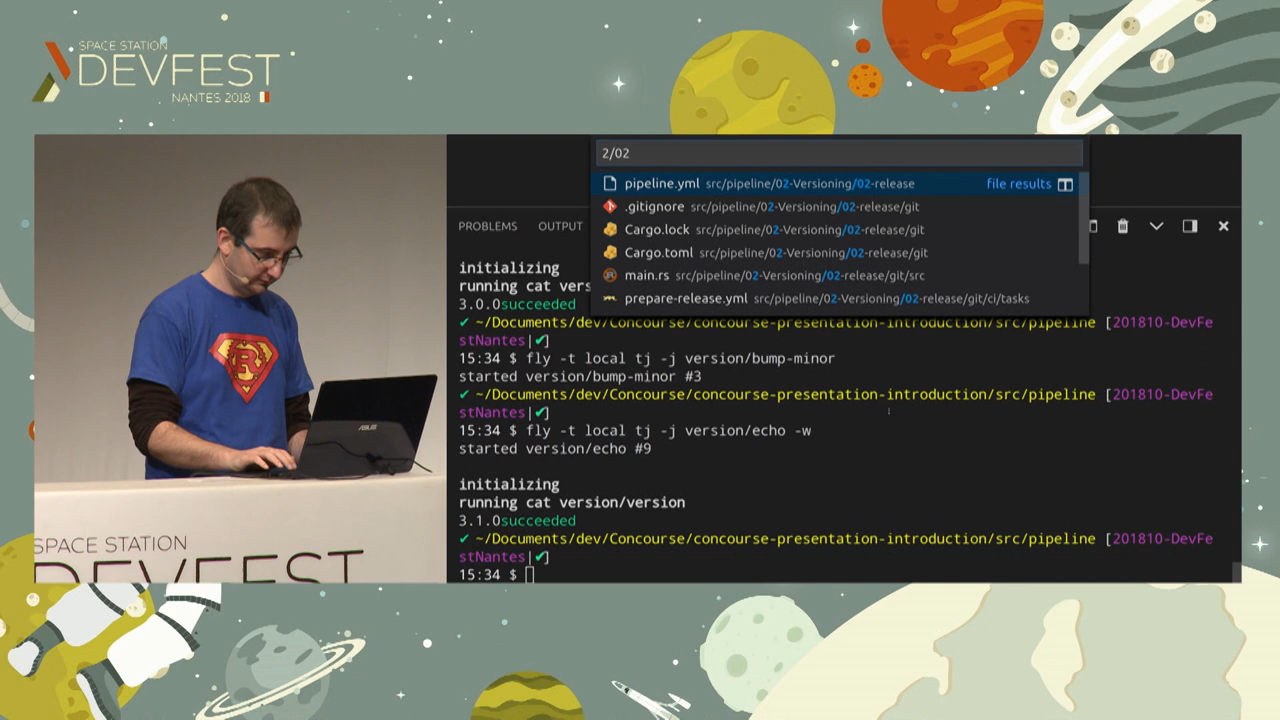 SPACE STATION
DEVFEST
NANTES 2018
2/02
pipeline.yml src/pipeline/02-Versioning/02-release file results
.gitignore src/pipeline/02-Versioning/02-release/git
Cargo.lock src/pipeline/02-Versioning/02-release/git
Cargo.toml src/pipeline/02-Versioning/02-release/git
main.rs src/pipeline/02-Versioning/02-release/git/src
prepare-release.yml src/pipeline/02-Versioning/02-release/git/ci/tasks
PROBLEMS OUTPUT
initializing
running cat vers
3.0.0succeeded
✔ ~/Documents/dev/Concourse/concourse-presentation-introduction/src/pipeline [201810-DevFe
stNantes|✔]
15:34 $ fly -t local tj -j version/bump-minor
started version/bump-minor #3
✔ ~/Documents/dev/Concourse/concourse-presentation-introduction/src/pipeline [201810-DevFe
stNantes|✔]
15:34 $ fly -t local tj -j version/echo -w
started version/echo #9
initializing
running cat version/version
3.1.0succeeded
✔ ~/Documents/dev/Concourse/concourse-presentation-introduction/src/pipeline [201810-DevFe
stNantes|✔]
15:34 $
R
ASUS
SPACE STATION
DEVFEST